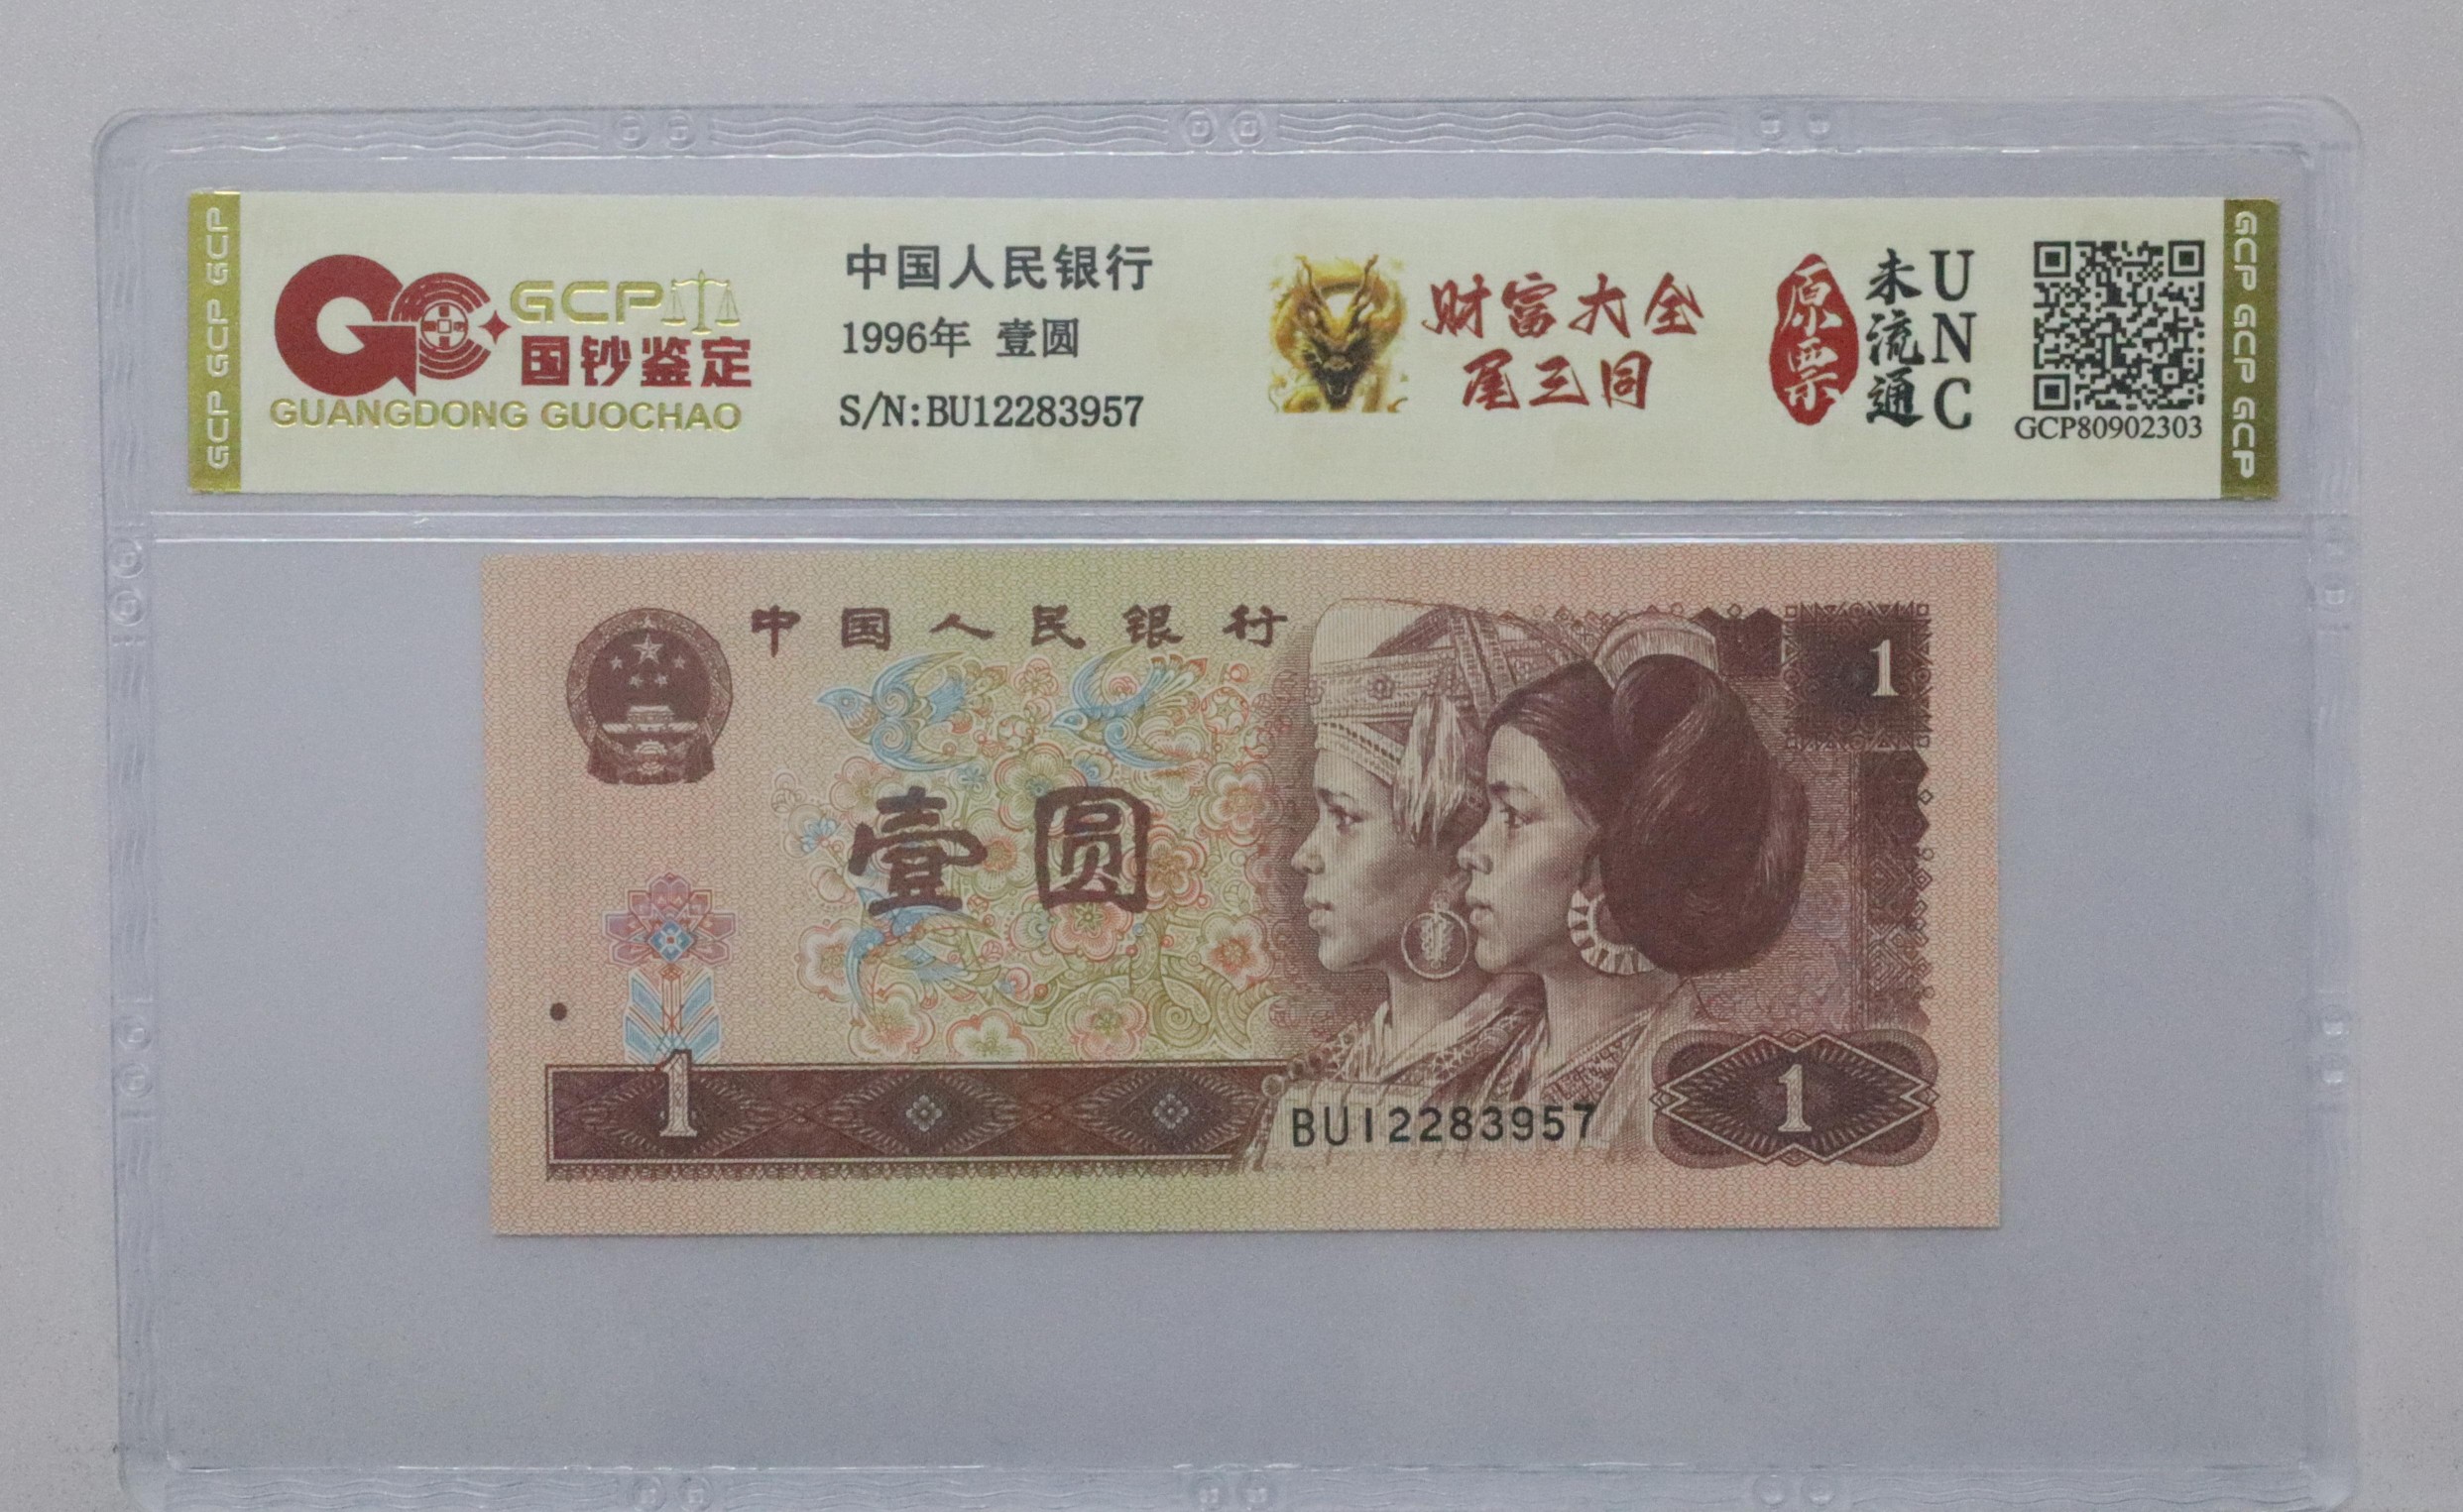 GCP GCP GCP
GCP
国钞鉴定
GUANGDONG GUOCHAO
中国人民银行
1996年 壹圆
S/N:BU12283957
财富大全
尾三同
原票
未流通
UNC
GCP80902303
GCP GCP GCP GCP
中国人民银行
1
壹圆
1
BU12283957
1